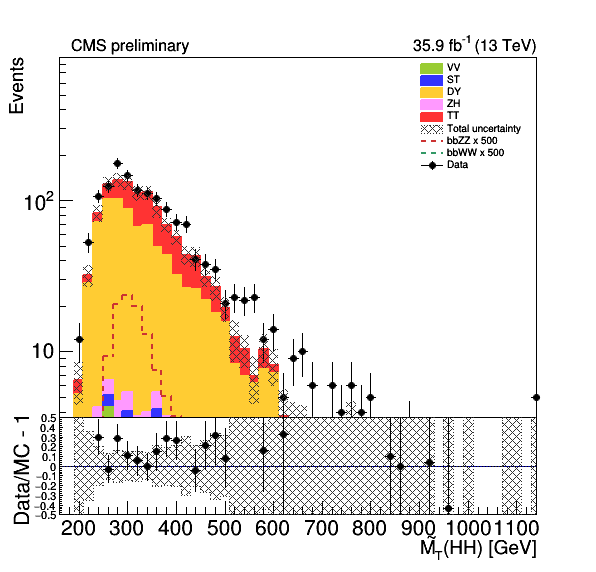 CMS preliminary
35.9 fb⁻¹ (13 TeV)
Events
VV
ST
DY
ZH
TT
Total uncertainty
bbZZ x 500
bbWW x 500
Data
10²
10
Data/MC - 1
0.5
0.4
0.3
0.2
0.1
0
-0.1
-0.2
-0.3
-0.4
-0.5
200 300 400 500 600 700 800 900 1000 1100
M̃_T(HH) [GeV]